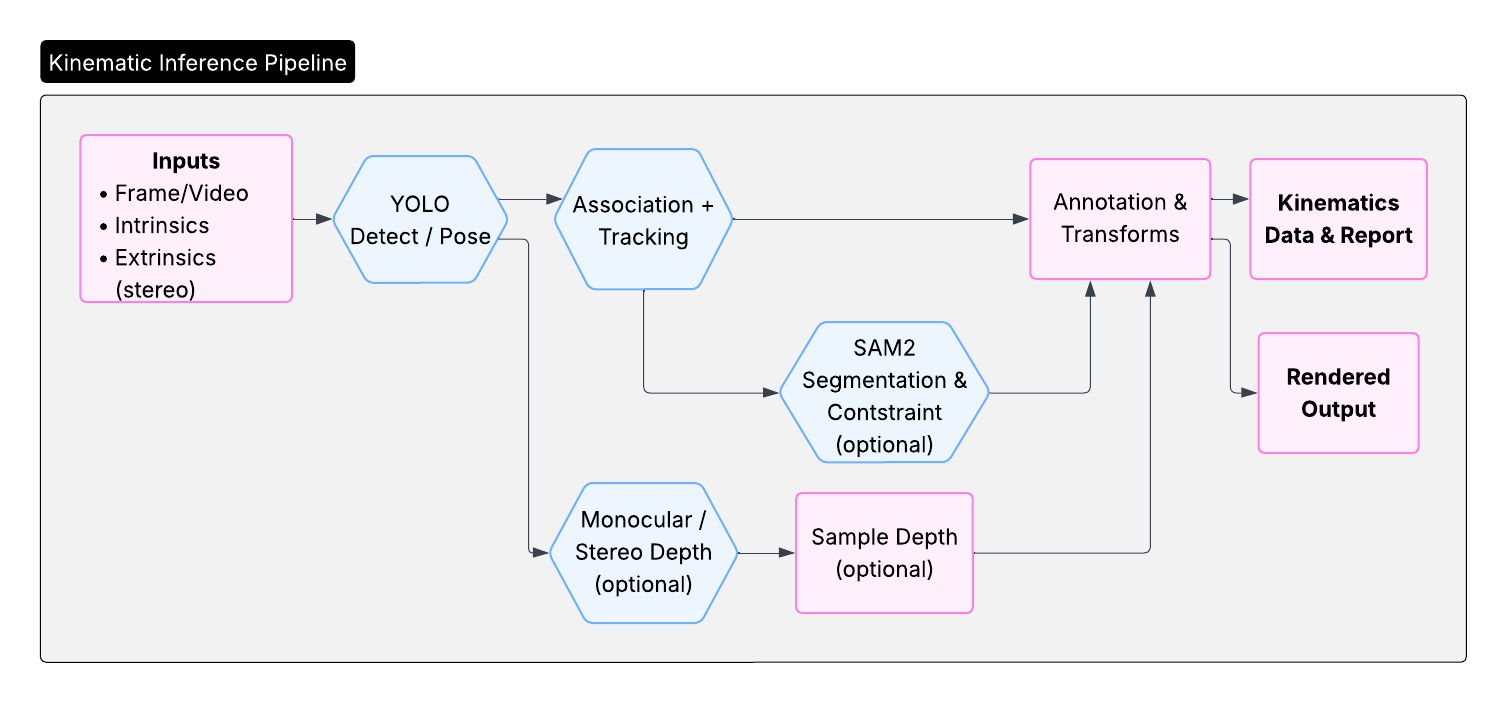 Kinematic Inference Pipeline
Inputs
• Frame/Video
• Intrinsics
• Extrinsics
(stereo)
YOLO
Detect / Pose
Association +
Tracking
Annotation &
Transforms
Kinematics
Data & Report
SAM2
Segmentation &
Contstraint
(optional)
Rendered
Output
Monocular /
Stereo Depth
(optional)
Sample Depth
(optional)